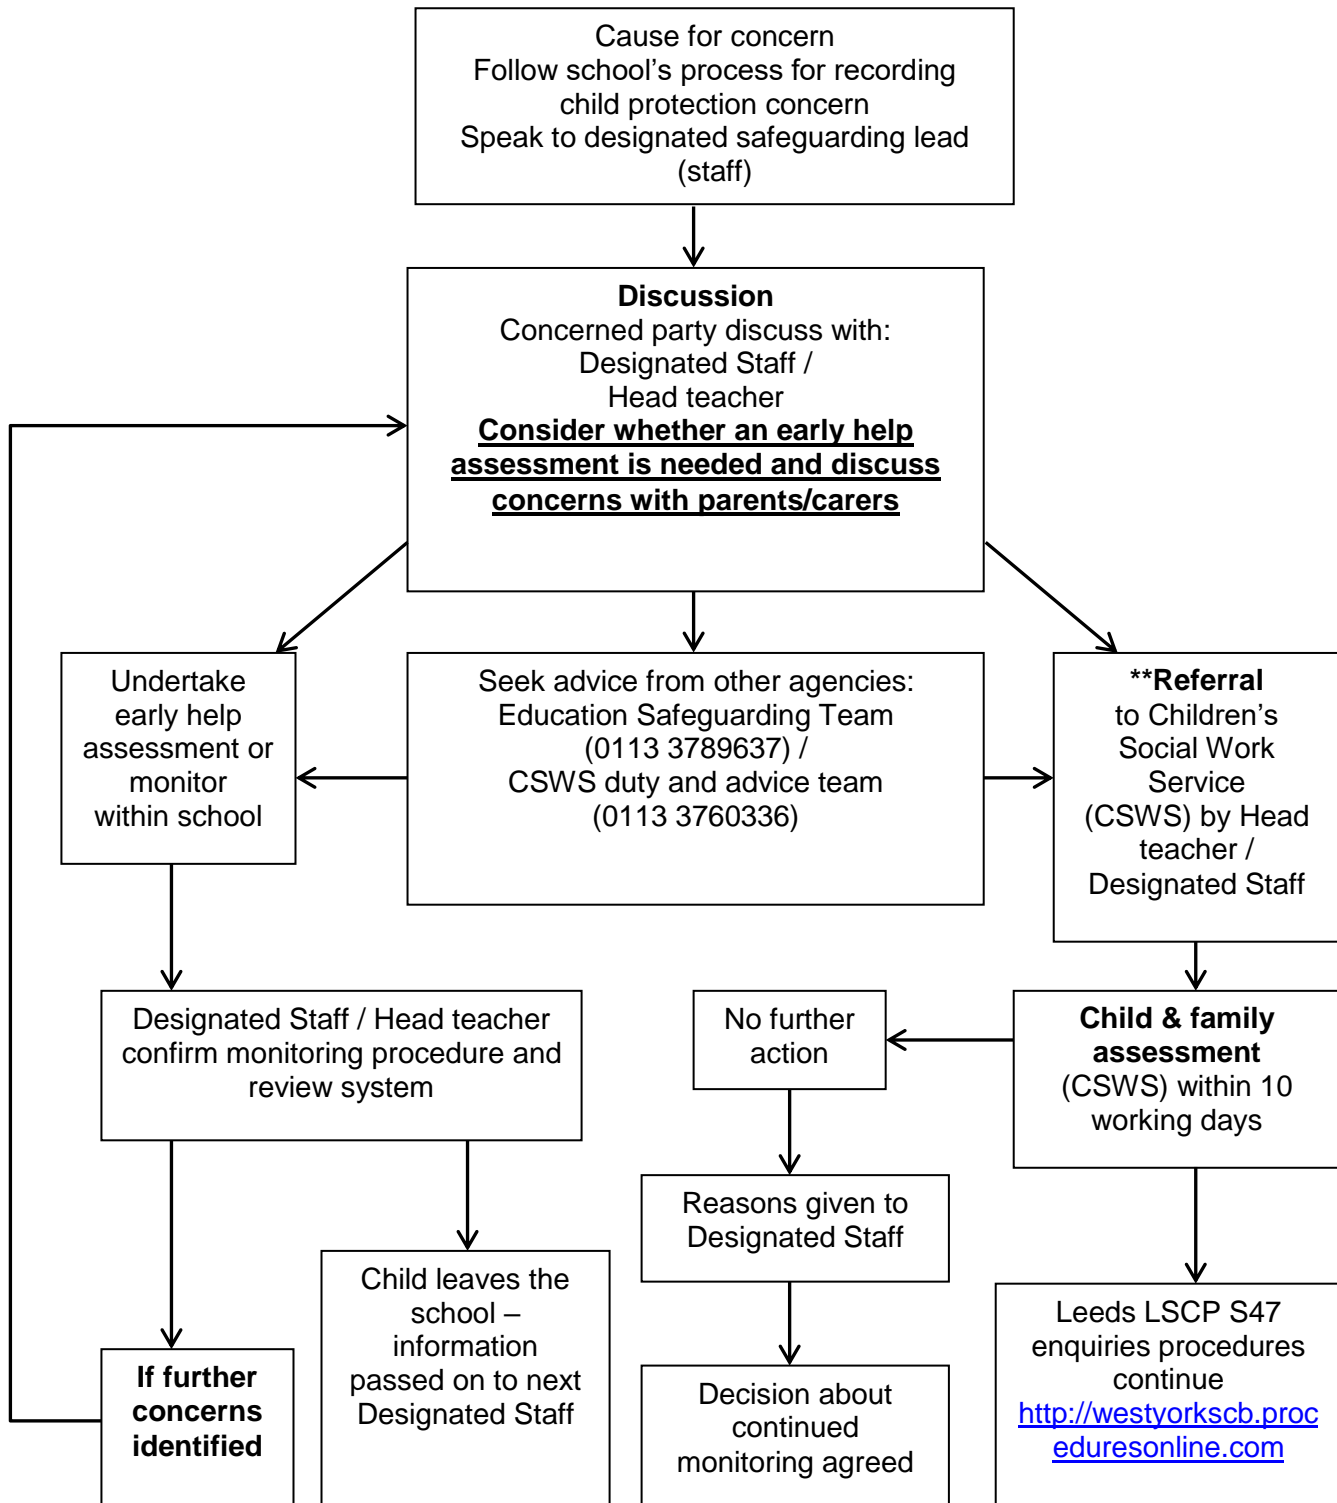 Cause for concern
Follow school’s process for recording
child protection concern
Speak to designated safeguarding lead
(staff)
Discussion
Concerned party discuss with:
Designated Staff /
Head teacher
Consider whether an early help
assessment is needed and discuss
concerns with parents/carers
Undertake
early help
assessment or
monitor
within school
Seek advice from other agencies:
Education Safeguarding Team
(0113 3789637) /
CSWS duty and advice team
(0113 3760336)
**Referral
to Children’s
Social Work
Service
(CSWS) by Head
teacher /
Designated Staff
Designated Staff / Head teacher
confirm monitoring procedure and
review system
No further
action
Child & family
assessment
(CSWS) within 10
working days
Reasons given to
Designated Staff
If further
concerns
identified
Child leaves the
school –
information
passed on to next
Designated Staff
Decision about
continued
monitoring agreed
Leeds LSCP S47
enquiries procedures
continue
http://westyorkscb.proc
eduresonline.com